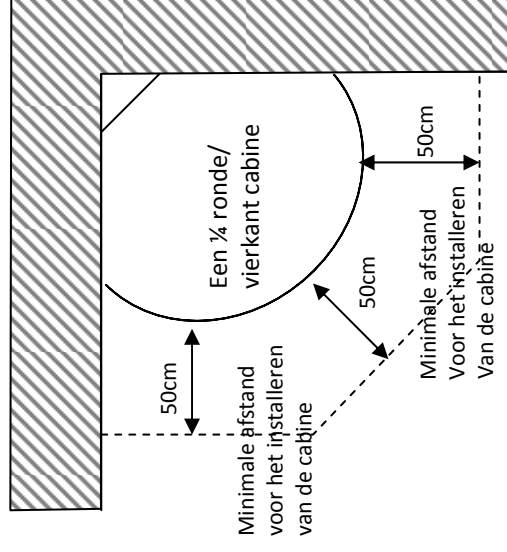 Een ¼ ronde/
vierkant cabine
50cm
50cm
50cm
Minimale afstand
voor het installeren
van de cabine
Minimale afstand
Voor het installeren
Van de cabine